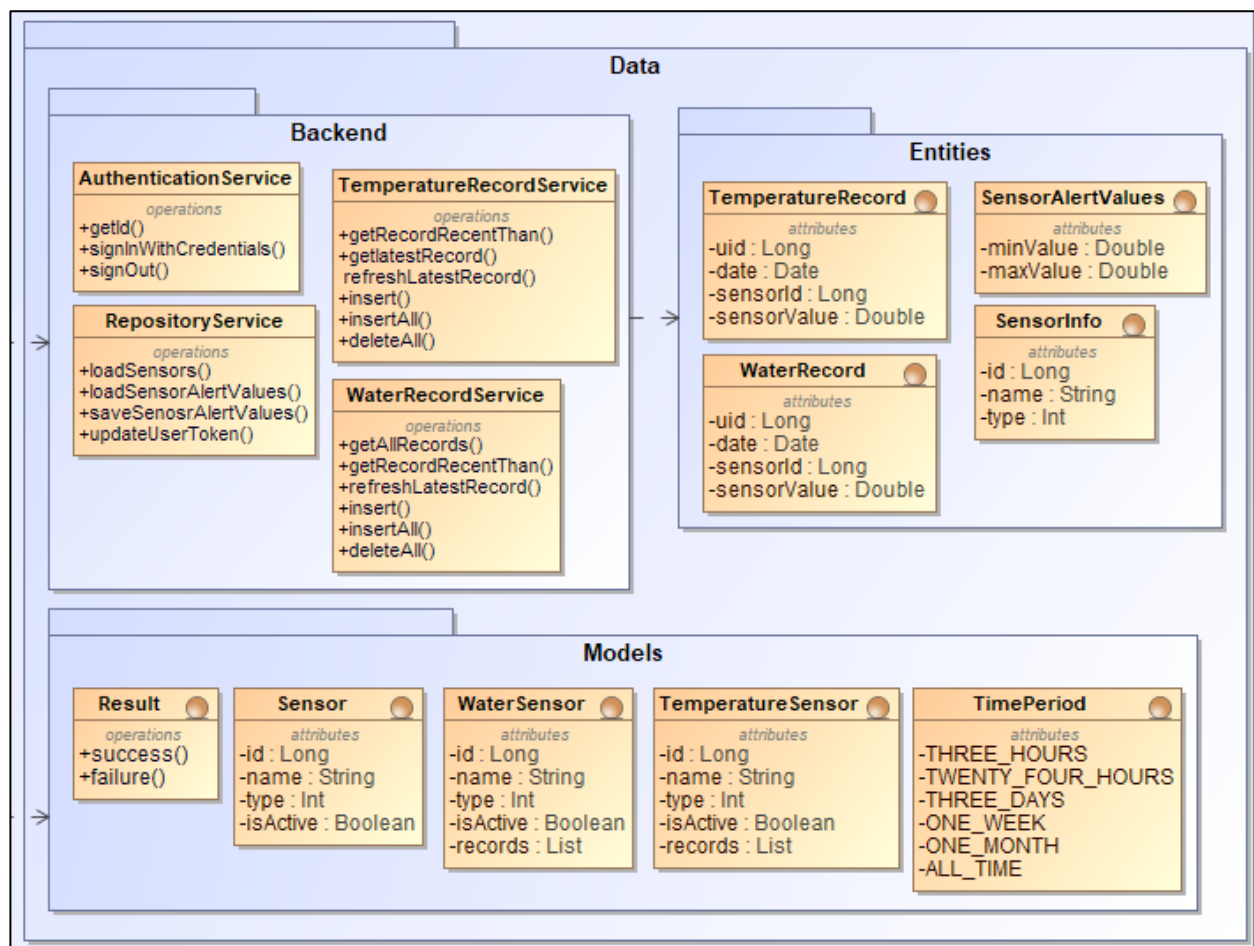 Data
Backend
AuthenticationService
operations
+getId()
+signInWithCredentials()
+signOut()
TemperatureRecordService
operations
+getRecordRecentThan()
+getlatestRecord()
refreshLatestRecord()
+insert()
+insertAll()
+deleteAll()
RepositoryService
operations
+loadSensors()
+loadSensorAlertValues()
+saveSenosrAlertValues()
+updateUserToken()
WaterRecordService
operations
+getAllRecords()
+getRecordRecentThan()
+refreshLatestRecord()
+insert()
+insertAll()
+deleteAll()
Entities
TemperatureRecord
attributes
-uid : Long
-date : Date
-sensorId : Long
-sensorValue : Double
SensorAlertValues
attributes
-minValue : Double
-maxValue : Double
WaterRecord
attributes
-uid : Long
-date : Date
-sensorId : Long
-sensorValue : Double
SensorInfo
attributes
-id : Long
-name : String
-type : Int
Models
Result
operations
+success()
+failure()
Sensor
attributes
-id : Long
-name : String
-type : Int
-isActive : Boolean
WaterSensor
attributes
-id : Long
-name : String
-type : Int
-isActive : Boolean
-records : List
TemperatureSensor
attributes
-id : Long
-name : String
-type : Int
-isActive : Boolean
-records : List
TimePeriod
attributes
-THREE_HOURS
-TWENTY_FOUR_HOURS
-THREE_DAYS
-ONE_WEEK
-ONE_MONTH
-ALL_TIME